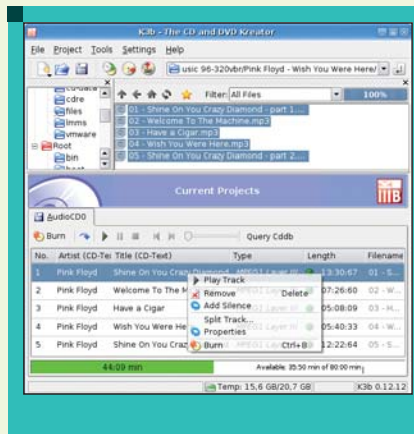 K3b - The CD and DVD Kreator
File Project Tools Settings Help
usic 96-320vbr/Pink Floyd - Wish You Were Here/
cdre
files
lmms
vmware
Root
bin
Filter: All Files 100%
01 - Shine On You Crazy Diamond - part 1....
02 - Welcome To The Machine.mp3
03 - Have a Cigar.mp3
04 - Wish You Were Here.mp3
05 - Shine On You Crazy Diamond - part 2....
Current Projects
AudioCD0
Burn Query Cddb
No. Artist (CD-Te Title (CD-Text) Type Length Filename
1 Pink Floyd Shine On You Crazy Diamond MPEG1 Layer III 13:30:67 01 - S...
2 Pink Floyd Welcome To The M 07:26:60 02 - W...
3 Pink Floyd Have a Cigar MPEG1 Layer III 05:08:09 03 - H...
4 Pink Floyd Wish You Were He 05:40:33 04 - W...
5 Pink Floyd Shine On You Craz 12:22:64 05 - S...
Play Track
Remove Delete
Add Silence
Split Track...
Properties
Burn Ctrl+B
44:09 min Available: 35:50 min of 80:00 min
Temp: 15,6 GB/20,7 GB K3b 0.12.12